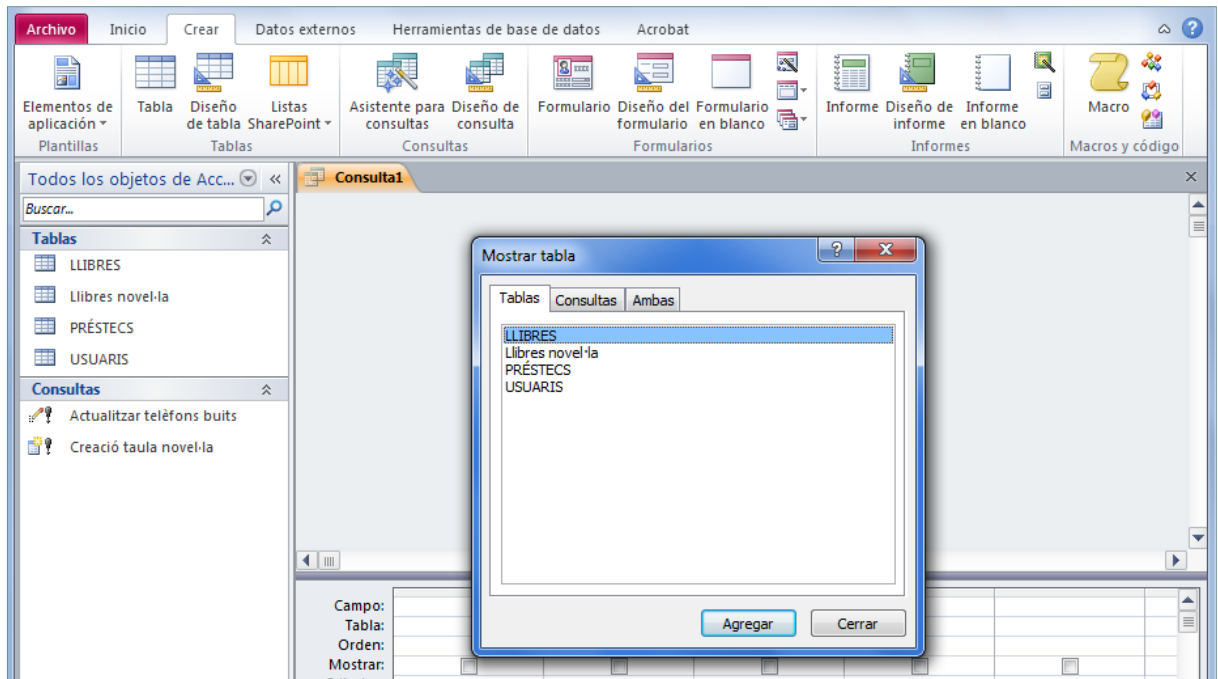 Archivo Inicio Crear Datos externos Herramientas de base de datos Acrobat
Elementos de aplicación
Tabla
Diseño de tabla
Listas SharePoint
Asistente para consultas
Diseño de consulta
Formulario
Diseño del formulario
Formulario en blanco
Informe
Diseño de informe
Informe en blanco
Macro
Plantillas Tablas Consultas Formularios Informes Macros y código
Todos los objetos de Acc...
Buscar...
Tablas
LLIBRES
Llibres novel·la
PRÉSTECS
USUARIS
Consultas
Actualitzar telèfons buits
Creació taula novel·la
Consulta1
Mostrar tabla
Tablas Consultas Ambas
LLIBRES
Llibres novel·la
PRÉSTECS
USUARIS
Agregar Cerrar
Campo:
Tabla:
Orden:
Mostrar: